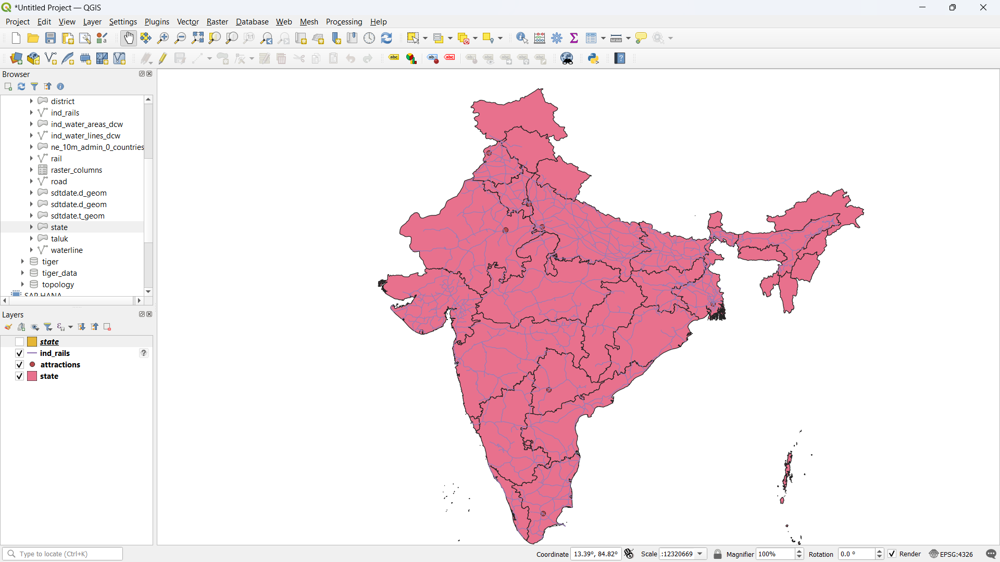 *Untitled Project — QGIS
Project Edit View Layer Settings Plugins Vector Raster Database Web Mesh Processing Help
Browser
district
ind_rails
ind_water_areas_dcw
ind_water_lines_dcw
ne_10m_admin_0_countries
rail
raster_columns
road
sdtdate.d_geom
sdtdate.d_geom
sdtdate.t_geom
state
taluk
waterline
tiger
tiger_data
topology
SAP HANA
Layers
state
ind_rails ?
attractions
state
Type to locate (Ctrl+K)
Coordinate 13.39°, 84.82° Scale :12320669 Magnifier 100% Rotation 0.0 ° Render EPSG:4326